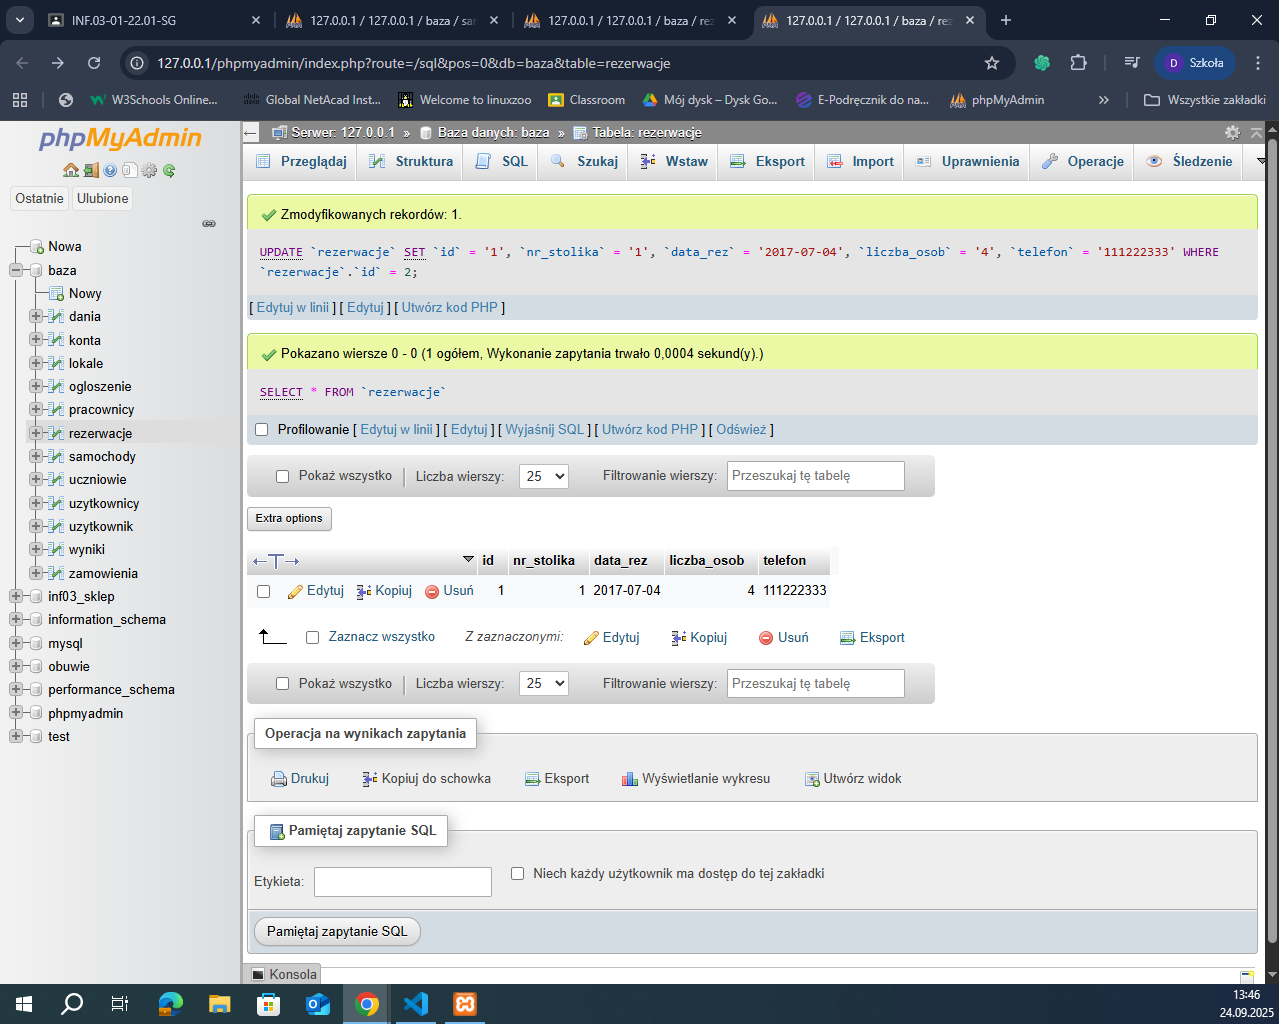 INF.03-01-22.01-SG
127.0.0.1 / 127.0.0.1 / baza / sa
127.0.0.1 / 127.0.0.1 / baza / rez
127.0.0.1 / 127.0.0.1 / baza / rez
127.0.0.1/phpmyadmin/index.php?route=/sql&pos=0&db=baza&table=rezerwacje
D Szkoła
W3Schools Online...
Global NetAcad Inst...
Welcome to linuxzoo
Classroom
Mój dysk – Dysk Go...
E-Podręcznik do na...
phpMyAdmin
Wszystkie zakładki
phpMyAdmin
Ostatnie
Ulubione
Nowa
baza
Nowy
dania
konta
lokale
ogloszenie
pracownicy
rezerwacje
samochody
uczniowie
uzytkownicy
uzytkownik
wyniki
zamowienia
inf03_sklep
information_schema
mysql
obuwie
performance_schema
phpmyadmin
test
Serwer: 127.0.0.1 » Baza danych: baza » Tabela: rezerwacje
Przeglądaj Struktura SQL Szukaj Wstaw Eksport Import Uprawnienia Operacje Śledzenie
Zmodyfikowanych rekordów: 1.
UPDATE `rezerwacje` SET `id` = '1', `nr_stolika` = '1', `data_rez` = '2017-07-04', `liczba_osob` = '4', `telefon` = '111222333' WHERE
`rezerwacje`.`id` = 2;
[ Edytuj w linii ] [ Edytuj ] [ Utwórz kod PHP ]
Pokazano wiersze 0 - 0 (1 ogółem, Wykonanie zapytania trwało 0,0004 sekund(y).)
SELECT * FROM `rezerwacje`
Profilowanie [ Edytuj w linii ] [ Edytuj ] [ Wyjaśnij SQL ] [ Utwórz kod PHP ] [ Odśwież ]
Pokaż wszystko Liczba wierszy: 25 Filtrowanie wierszy: Przeszukaj tę tabelę
Extra options
id nr_stolika data_rez liczba_osob telefon
Edytuj Kopiuj Usuń 1 1 2017-07-04 4 111222333
Zaznacz wszystko Z zaznaczonymi: Edytuj Kopiuj Usuń Eksport
Pokaż wszystko Liczba wierszy: 25 Filtrowanie wierszy: Przeszukaj tę tabelę
Operacja na wynikach zapytania
Drukuj Kopiuj do schowka Eksport Wyświetlanie wykresu Utwórz widok
Pamiętaj zapytanie SQL
Etykieta: Niech każdy użytkownik ma dostęp do tej zakładki
Pamiętaj zapytanie SQL
Konsola
13:46
24.09.2025